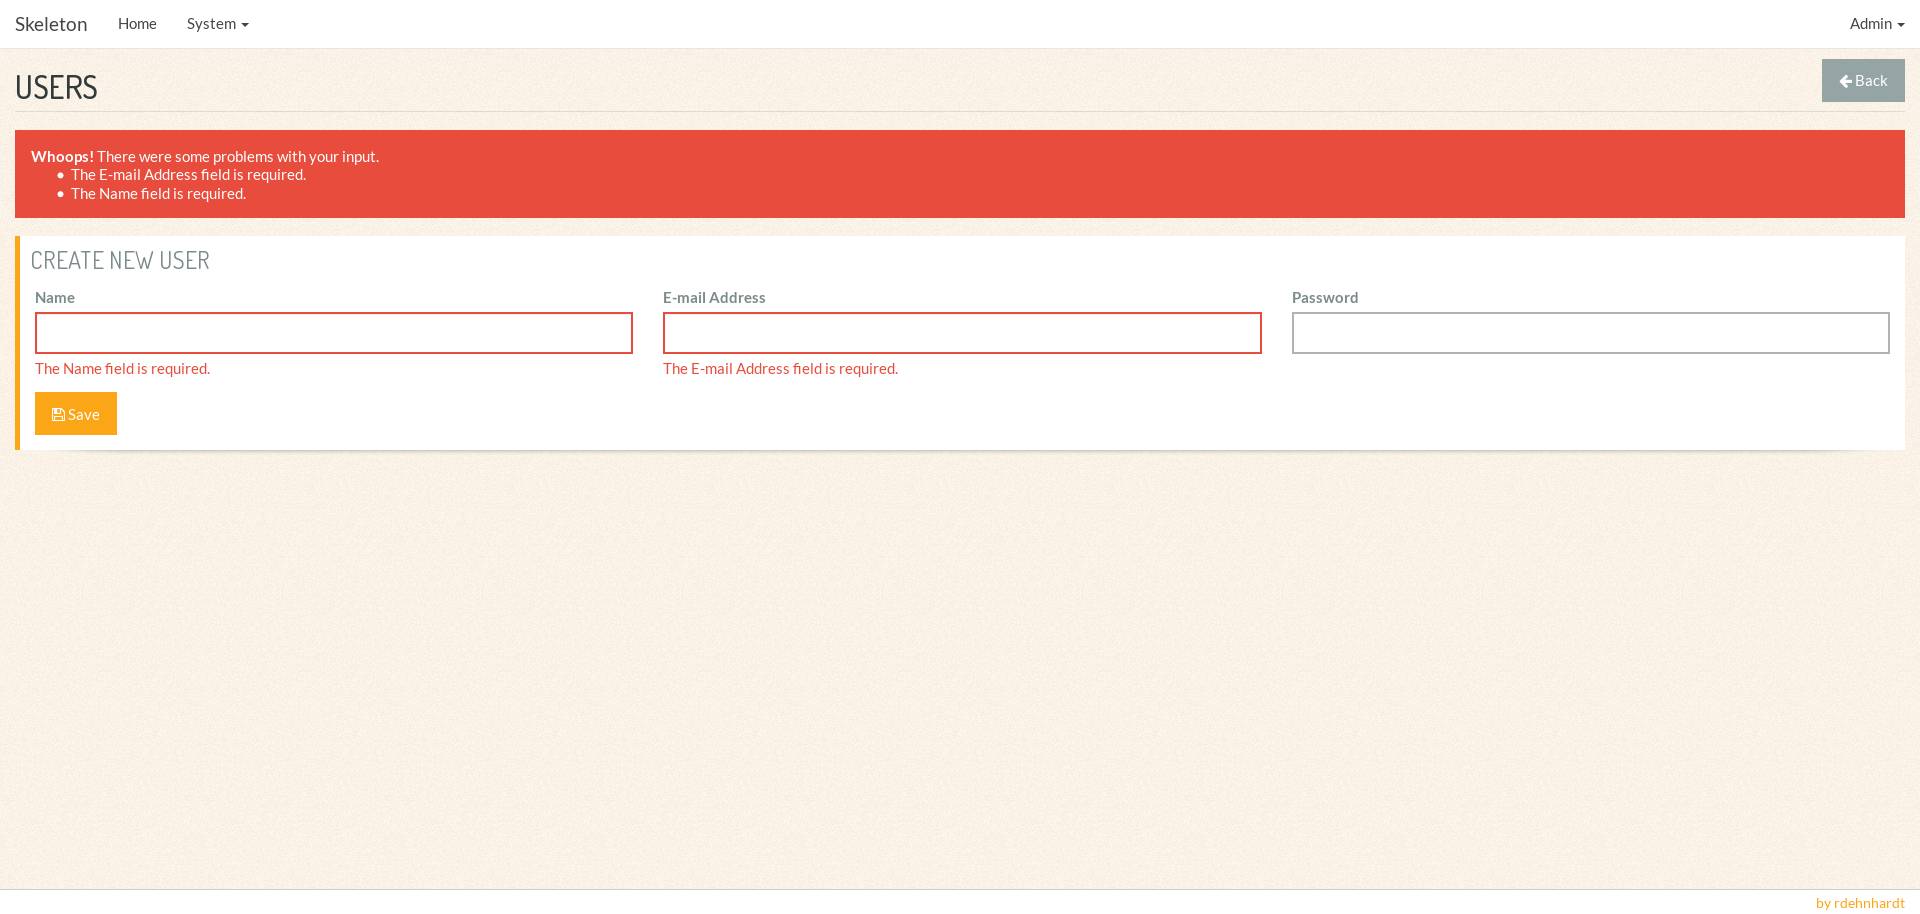 Skeleton Home System Admin
USERS
Back
Whoops! There were some problems with your input.
The E-mail Address field is required.
The Name field is required.
CREATE NEW USER
Name E-mail Address Password
The Name field is required. The E-mail Address field is required.
Save
by rdehnhardt